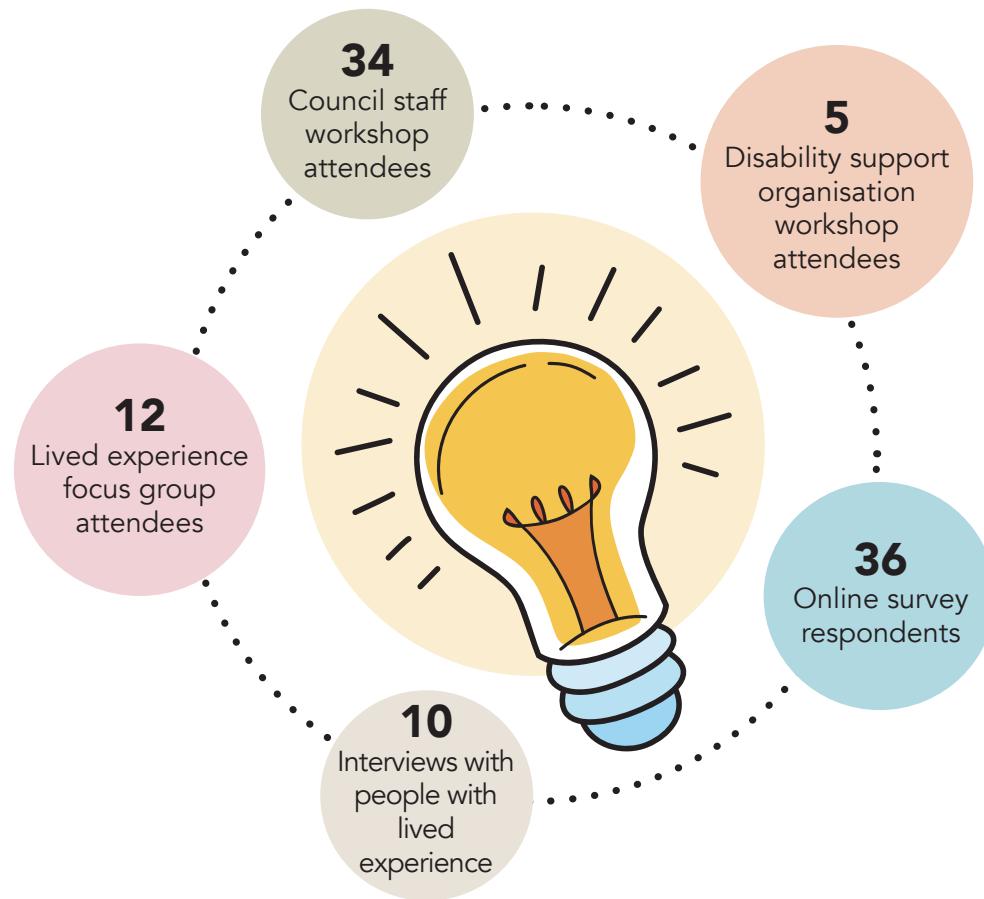 34
Council staff
workshop
attendees
5
Disability support
organisation
workshop
attendees
12
Lived experience
focus group
attendees
36
Online survey
respondents
10
Interviews with
people with
lived
experience